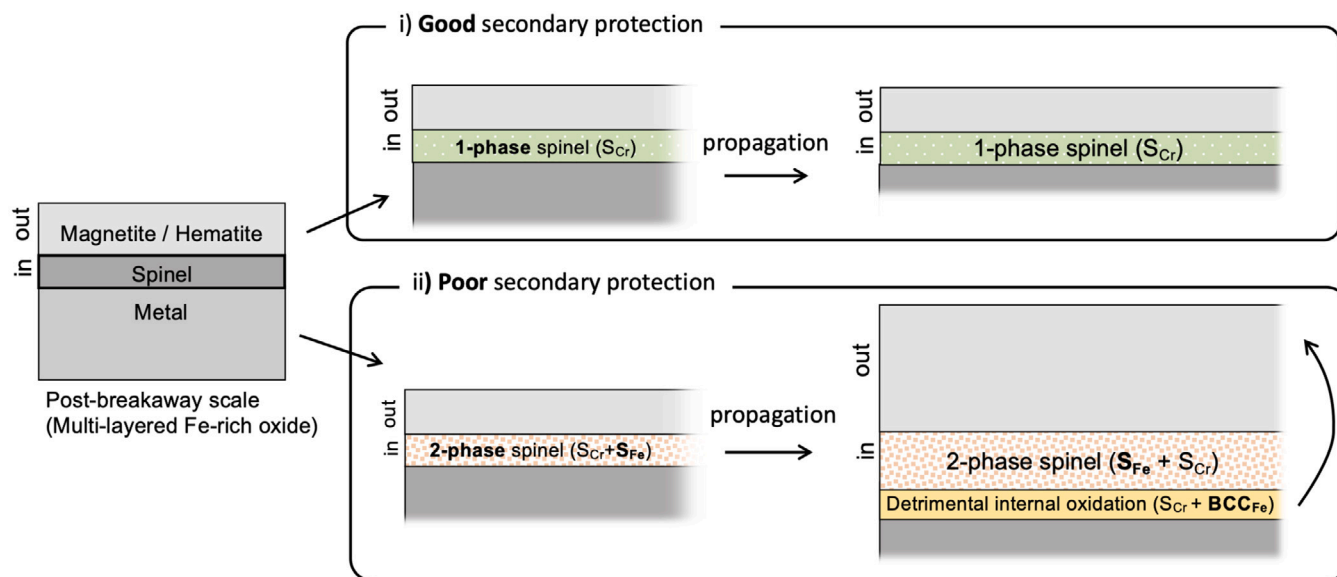 i) Good secondary protection
out
in
1-phase spinel (SCr)
propagation
out
in
1-phase spinel (SCr)
out
in
Magnetite / Hematite
Spinel
Metal
Post-breakaway scale
(Multi-layered Fe-rich oxide)
ii) Poor secondary protection
out
in
2-phase spinel (SCr+SFe)
propagation
out
in
2-phase spinel (SFe + SCr)
Detrimental internal oxidation (SCr + BCCFe)